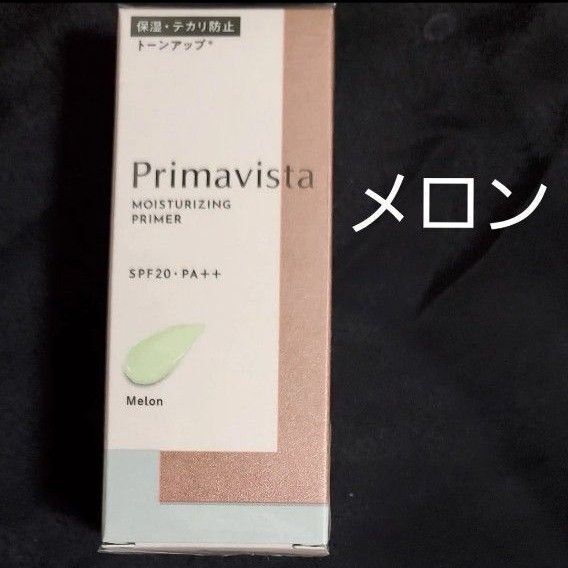 保湿・テカリ防止
トーンアップ*
Primavista
MOISTURIZING
PRIMER
SPF20・PA++
Melon
メロン